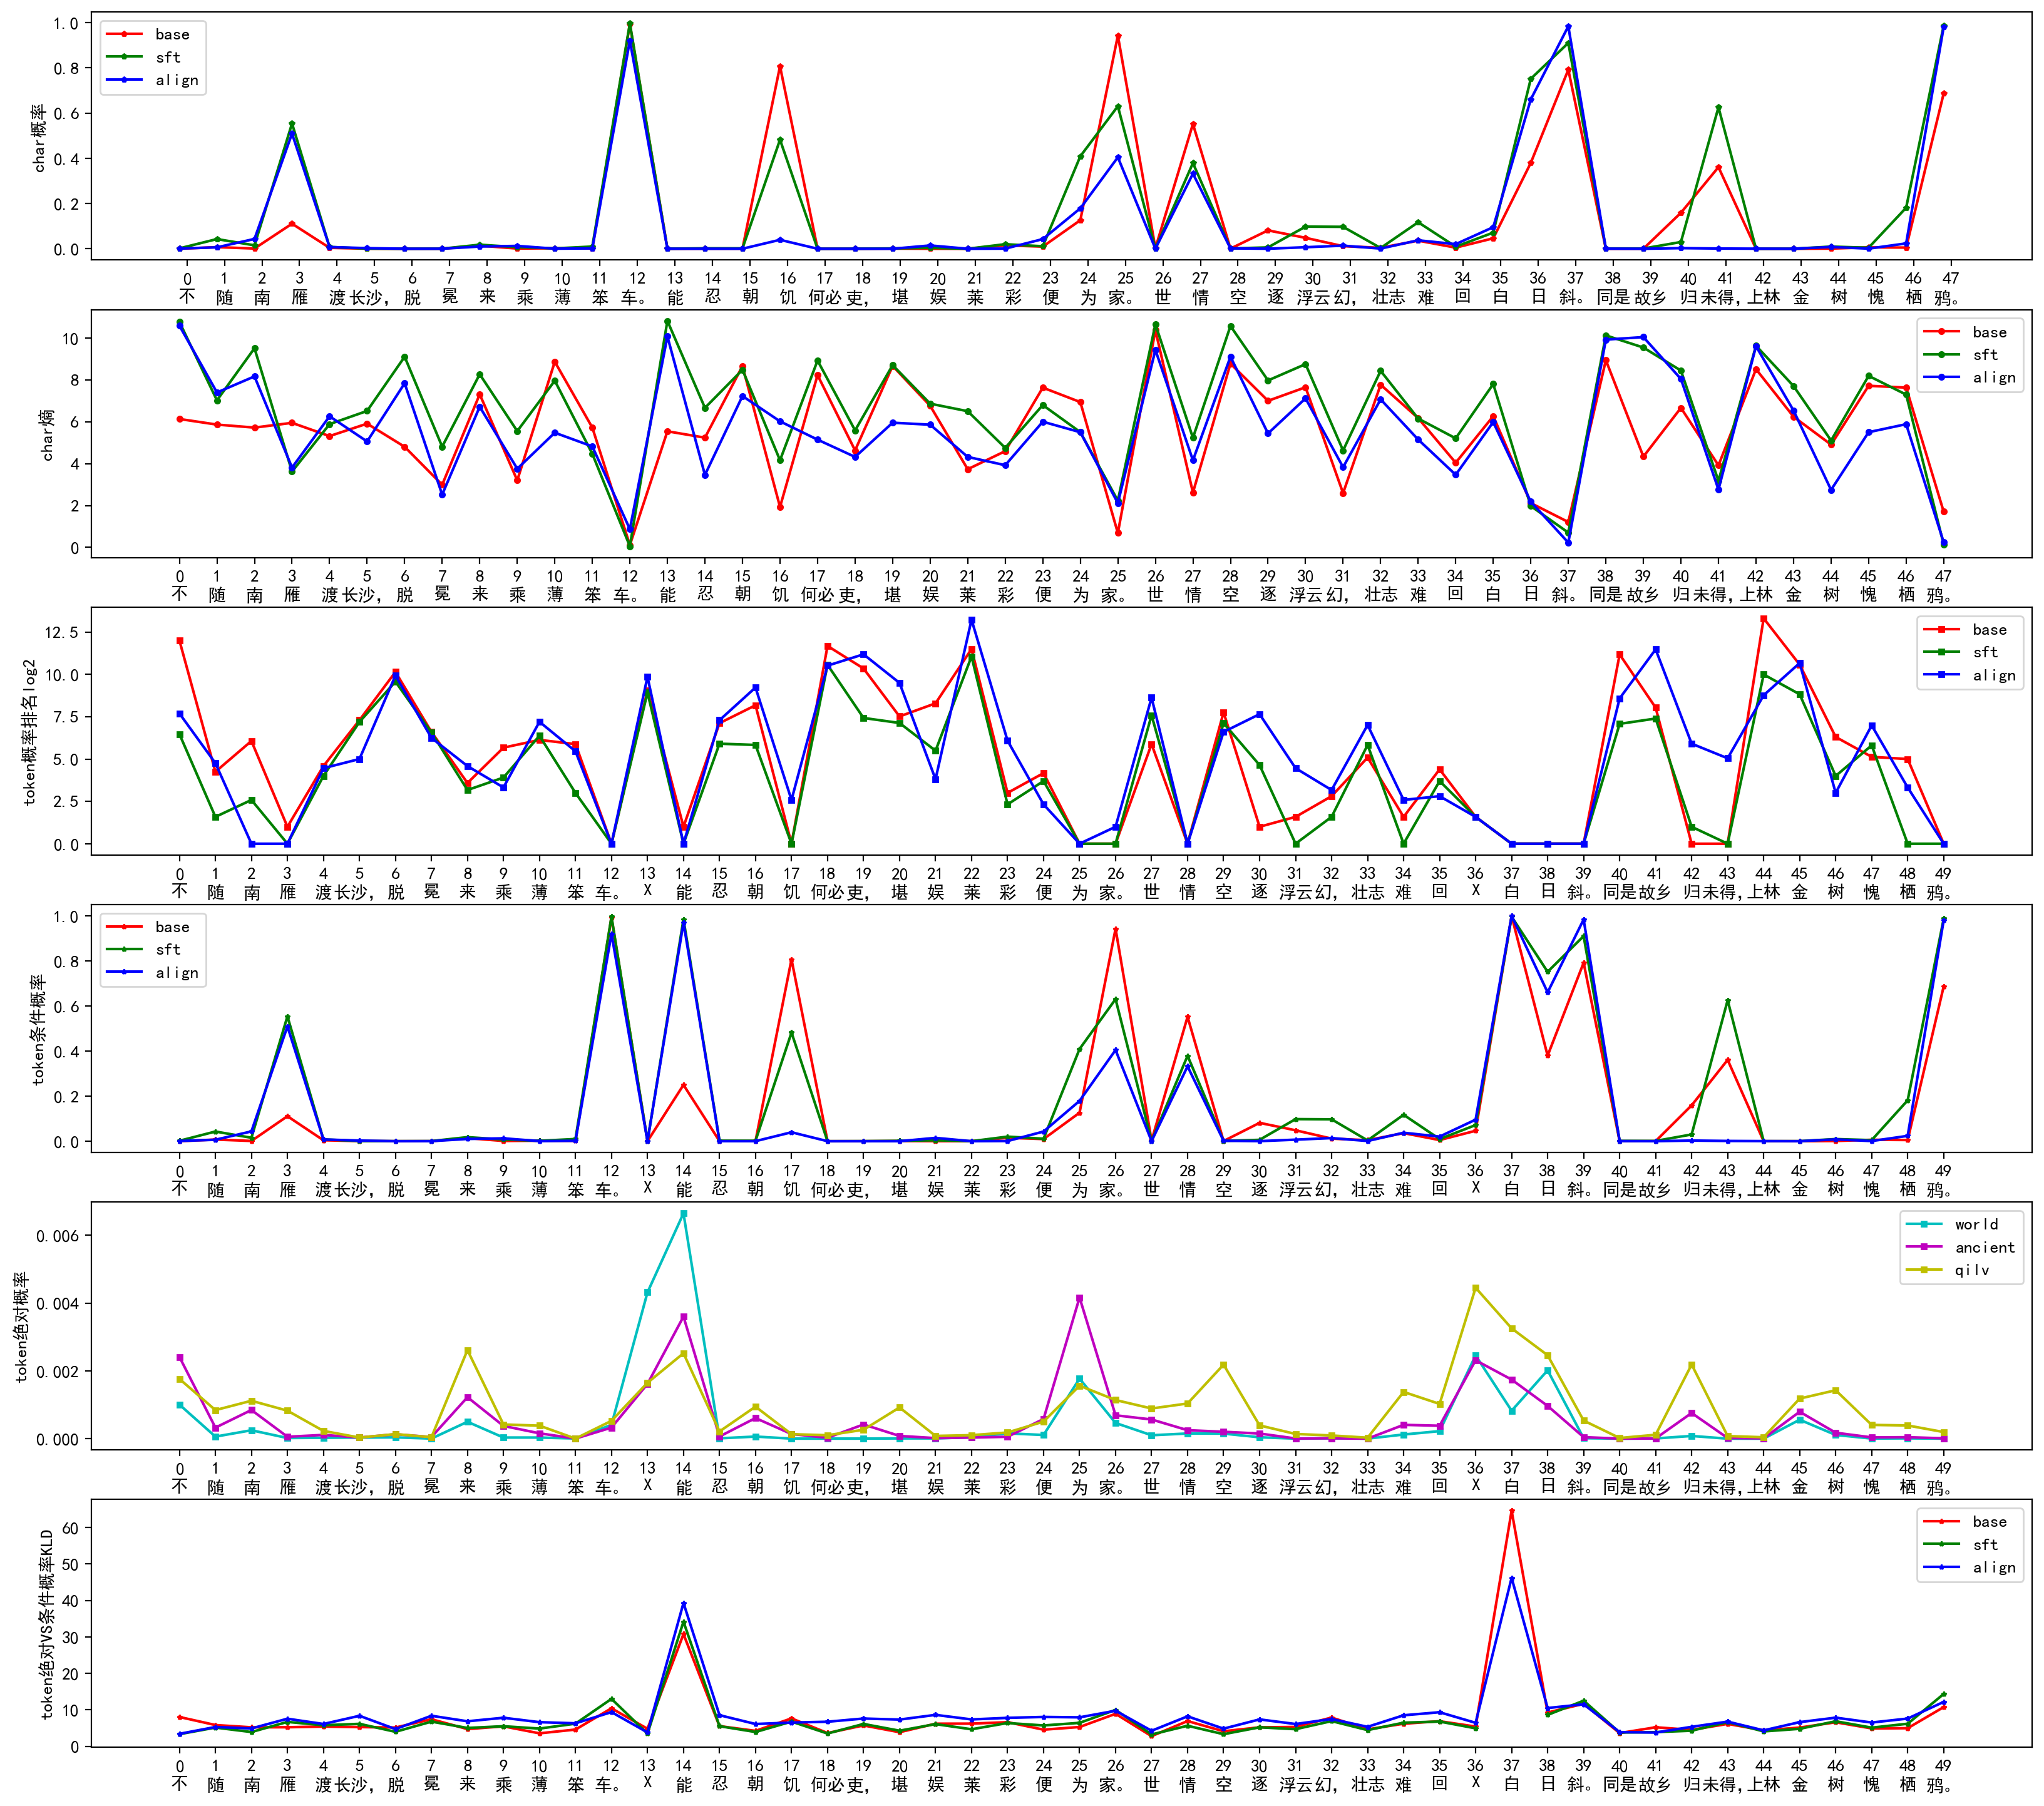 char概率
1.0
0.8
0.6
0.4
0.2
0.0
base
sft
align
0 1 2 3 4 5 6 7 8 9 10 11 12 13 14 15 16 17 18 19 20 21 22 23 24 25 26 27 28 29 30 31 32 33 34 35 36 37 38 39 40 41 42 43 44 45 46 47
不 随 南 雁 渡 长沙， 脱 冕 来 乘 薄 笨 车。 能 忍 朝 饥 何必 吏， 堪 娱 莱 彩 便 为 家。 世 情 空 逐 浮云 幻， 壮志 难 回 白 日 斜。 同是 故乡 归 未得， 上林 金 树 愧 栖 鸦。
char熵
10
8
6
4
2
0
base
sft
align
0 1 2 3 4 5 6 7 8 9 10 11 12 13 14 15 16 17 18 19 20 21 22 23 24 25 26 27 28 29 30 31 32 33 34 35 36 37 38 39 40 41 42 43 44 45 46 47
不 随 南 雁 渡 长沙， 脱 冕 来 乘 薄 笨 车。 能 忍 朝 饥 何必 吏， 堪 娱 莱 彩 便 为 家。 世 情 空 逐 浮云 幻， 壮志 难 回 白 日 斜。 同是 故乡 归 未得， 上林 金 树 愧 栖 鸦。
token概率排名log2
12.5
10.0
7.5
5.0
2.5
0.0
base
sft
align
0 1 2 3 4 5 6 7 8 9 10 11 12 13 14 15 16 17 18 19 20 21 22 23 24 25 26 27 28 29 30 31 32 33 34 35 36 37 38 39 40 41 42 43 44 45 46 47 48 49
不 随 南 雁 渡 长沙， 脱 冕 来 乘 薄 笨 车。 X 能 忍 朝 饥 何必 吏， 堪 娱 莱 彩 便 为 家。 世 情 空 逐 浮云 幻， 壮志 难 回 X 白 日 斜。 同是 故乡 归 未得， 上林 金 树 愧 栖 鸦。
token条件概率
1.0
0.8
0.6
0.4
0.2
0.0
base
sft
align
0 1 2 3 4 5 6 7 8 9 10 11 12 13 14 15 16 17 18 19 20 21 22 23 24 25 26 27 28 29 30 31 32 33 34 35 36 37 38 39 40 41 42 43 44 45 46 47 48 49
不 随 南 雁 渡 长沙， 脱 冕 来 乘 薄 笨 车。 X 能 忍 朝 饥 何必 吏， 堪 娱 莱 彩 便 为 家。 世 情 空 逐 浮云 幻， 壮志 难 回 X 白 日 斜。 同是 故乡 归 未得， 上林 金 树 愧 栖 鸦。
token绝对概率
0.006
0.004
0.002
0.000
world
ancient
qilv
0 1 2 3 4 5 6 7 8 9 10 11 12 13 14 15 16 17 18 19 20 21 22 23 24 25 26 27 28 29 30 31 32 33 34 35 36 37 38 39 40 41 42 43 44 45 46 47 48 49
不 随 南 雁 渡 长沙， 脱 冕 来 乘 薄 笨 车。 X 能 忍 朝 饥 何必 吏， 堪 娱 莱 彩 便 为 家。 世 情 空 逐 浮云 幻， 壮志 难 回 X 白 日 斜。 同是 故乡 归 未得， 上林 金 树 愧 栖 鸦。
token绝对VS条件概率KLD
60
50
40
30
20
10
0
base
sft
align
0 1 2 3 4 5 6 7 8 9 10 11 12 13 14 15 16 17 18 19 20 21 22 23 24 25 26 27 28 29 30 31 32 33 34 35 36 37 38 39 40 41 42 43 44 45 46 47 48 49
不 随 南 雁 渡 长沙， 脱 冕 来 乘 薄 笨 车。 X 能 忍 朝 饥 何必 吏， 堪 娱 莱 彩 便 为 家。 世 情 空 逐 浮云 幻， 壮志 难 回 X 白 日 斜。 同是 故乡 归 未得， 上林 金 树 愧 栖 鸦。